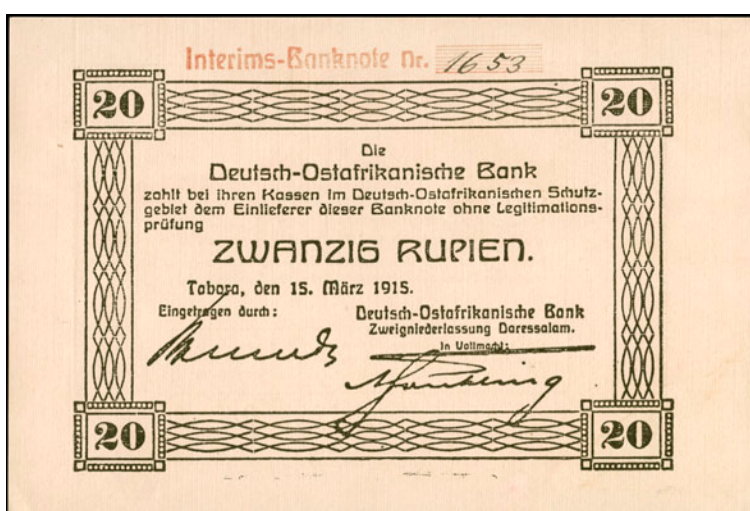 Interims-Banknote Nr. 1653
20 20
Die
Deutsch-Ostafrikanische Bank
zahlt bei ihren Kassen im Deutsch-Ostafrikanischen Schutz-
gebiet dem Einlieferer dieser Banknote ohne Legitimations-
prüfung
ZWANZIG RUPIEN.
Tabora, den 15. März 1915.
Eingetragen durch: Deutsch-Ostafrikanische Bank
Zweigniederlassung Daressalam.
In Vollmacht:
20 20